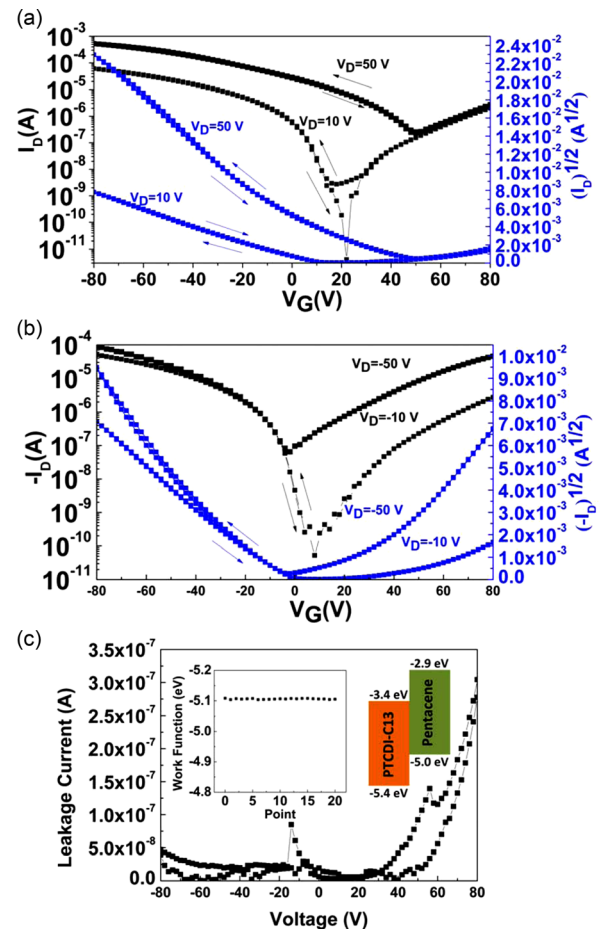 (a)
10⁻³
10⁻⁴
10⁻⁵
10⁻⁶
10⁻⁷
10⁻⁸
10⁻⁹
10⁻¹⁰
10⁻¹¹
I_D(A)
V_D=50 V
V_D=10 V
V_D=50 V
V_D=10 V
2.4x10⁻²
2.1x10⁻²
1.8x10⁻²
1.5x10⁻²
1.2x10⁻²
8.0x10⁻³
6.0x10⁻³
4.0x10⁻³
2.0x10⁻³
0.0
(I_D)^1/2 (A^1/2)
-80 -60 -40 -20 0 20 40 60 80
V_G(V)
(b)
10⁻⁴
10⁻⁵
10⁻⁶
10⁻⁷
10⁻⁸
10⁻⁹
10⁻¹⁰
10⁻¹¹
-I_D(A)
V_D=-50 V
V_D=-10 V
V_D=-50 V
V_D=-10 V
1.0x10⁻²
9.0x10⁻³
8.0x10⁻³
7.0x10⁻³
6.0x10⁻³
5.0x10⁻³
4.0x10⁻³
3.0x10⁻³
2.0x10⁻³
1.0x10⁻³
0.0
(-I_D)^1/2 (A^1/2)
-80 -60 -40 -20 0 20 40 60 80
V_G(V)
(c)
3.5x10⁻⁷
3.0x10⁻⁷
2.5x10⁻⁷
2.0x10⁻⁷
1.5x10⁻⁷
1.0x10⁻⁷
5.0x10⁻⁸
0.0
Leakage Current (A)
-5.2
-5.1
-5.0
-4.9
-4.8
Work Function (eV)
0 5 10 15 20
Point
-2.9 eV
-3.4 eV
PTCDI-C13
Pentacene
-5.0 eV
-5.4 eV
-80 -60 -40 -20 0 20 40 60 80
Voltage (V)